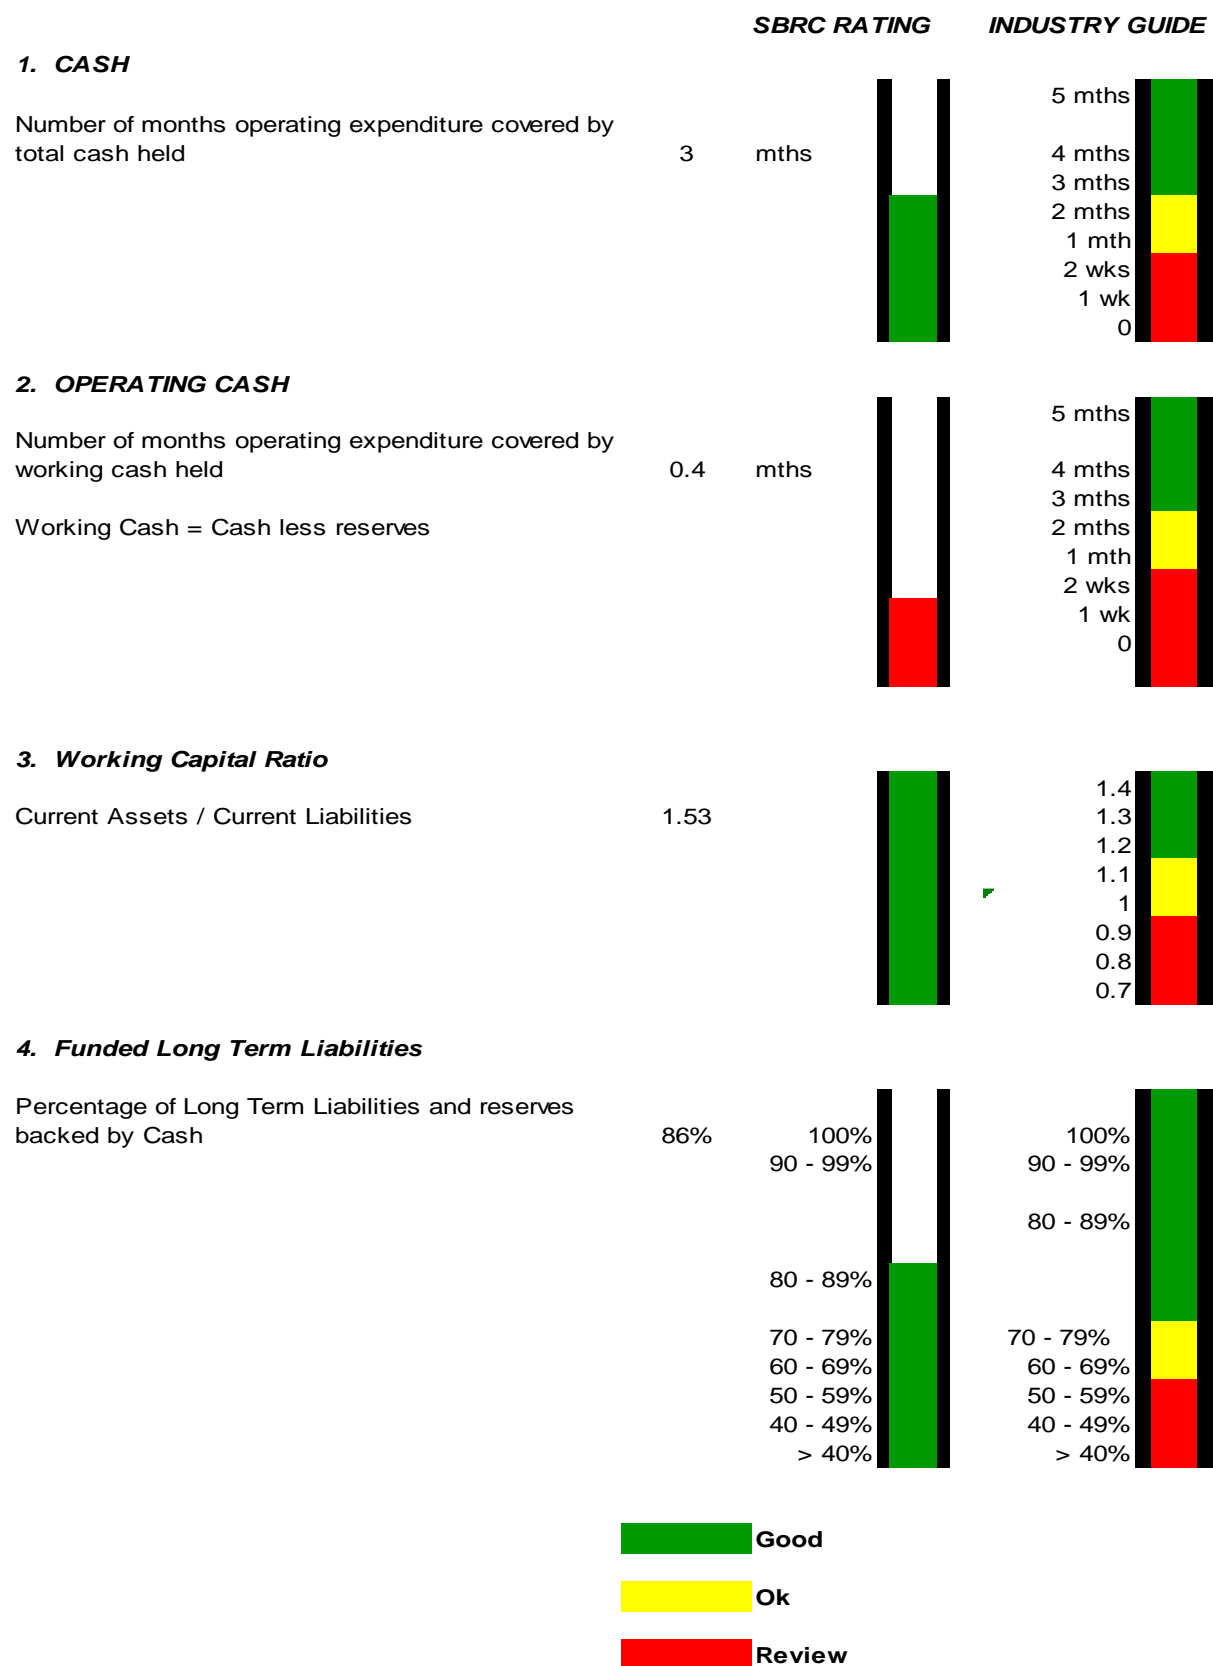 SBRC RATING INDUSTRY GUIDE
1. CASH
5 mths
Number of months operating expenditure covered by
total cash held 3 mths 4 mths
3 mths
2 mths
1 mth
2 wks
1 wk
0
2. OPERATING CASH
5 mths
Number of months operating expenditure covered by
working cash held 0.4 mths 4 mths
3 mths
Working Cash = Cash less reserves 2 mths
1 mth
2 wks
1 wk
0
3. Working Capital Ratio
1.4
Current Assets / Current Liabilities 1.53 1.3
1.2
1.1
1
0.9
0.8
0.7
4. Funded Long Term Liabilities
Percentage of Long Term Liabilities and reserves
backed by Cash 86% 100% 100%
90 - 99% 90 - 99%
80 - 89%
80 - 89%
70 - 79% 70 - 79%
60 - 69% 60 - 69%
50 - 59% 50 - 59%
40 - 49% 40 - 49%
> 40% > 40%
Good
Ok
Review